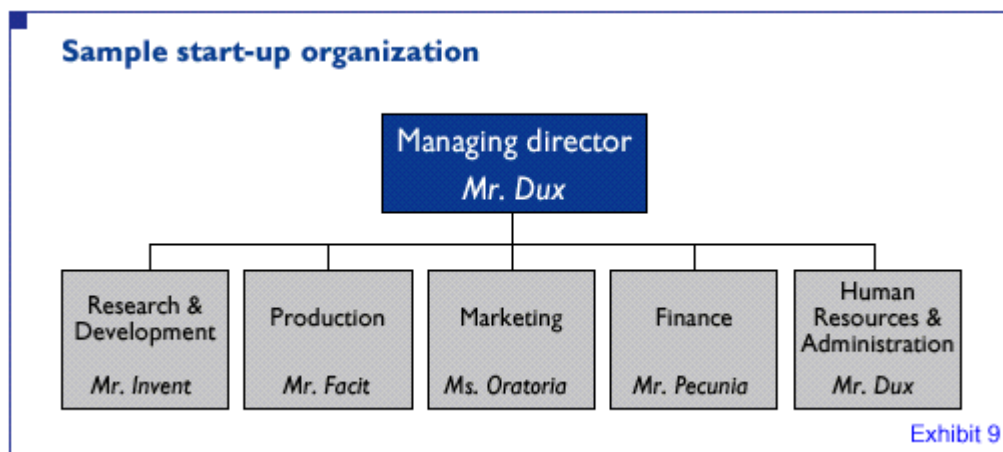 Sample start-up organization
Managing director
Mr. Dux
Research &
Development
Mr. Invent
Production
Mr. Facit
Marketing
Ms. Oratoria
Finance
Mr. Pecunia
Human
Resources &
Administration
Mr. Dux
Exhibit 9